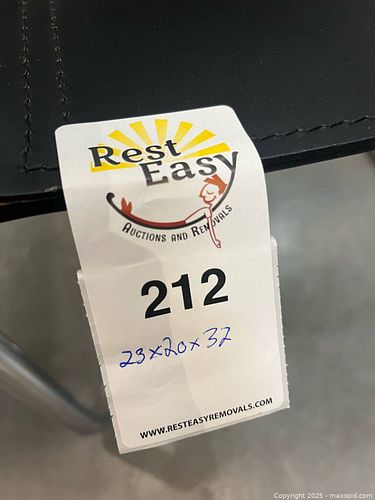 Rest
Easy
AUCTIONS AND REMOVALS
212
23x20x32
WWW.RESTEASYREMOVALS.COM
Copyright 2025 - maxsold.com